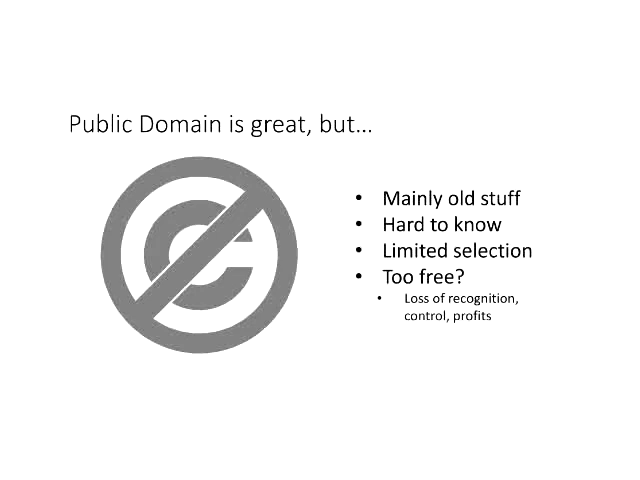 Public Domain is great, but…
• Mainly old stuff
• Hard to know
• Limited selection
• Too free?
• Loss of recognition,
control, profits